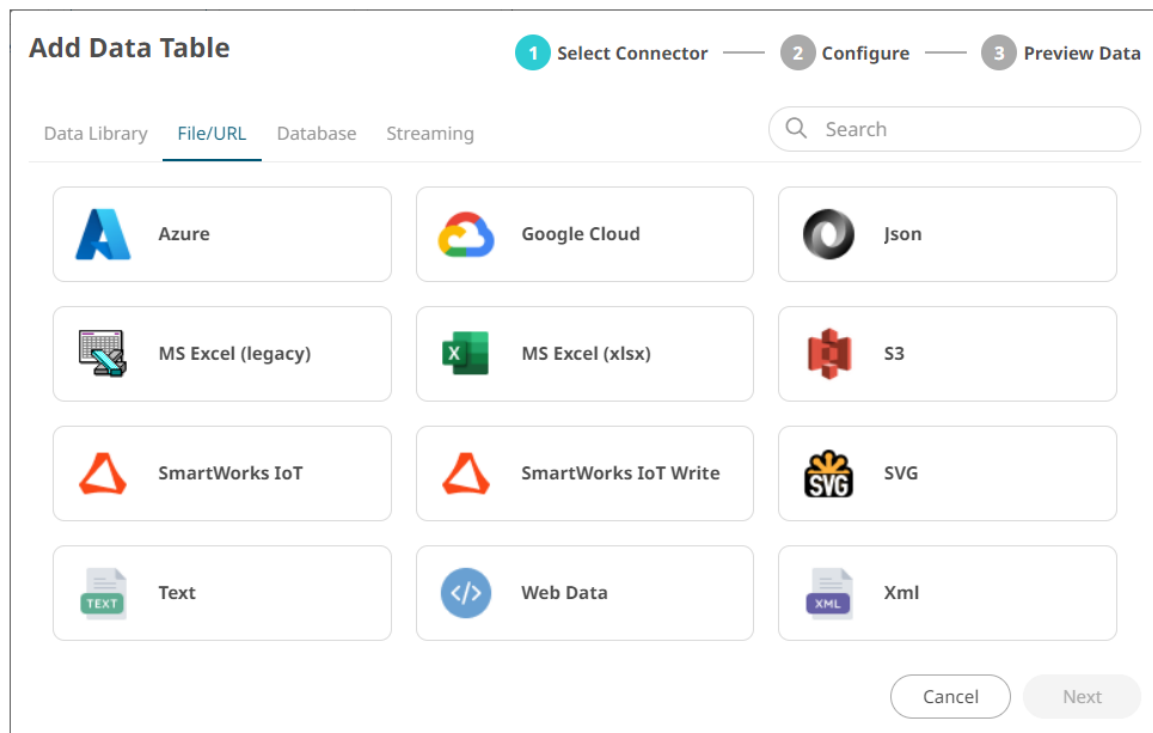 Add Data Table
1 Select Connector 2 Configure 3 Preview Data
Data Library File/URL Database Streaming Search
Azure Google Cloud Json
MS Excel (legacy) X MS Excel (xlsx) S3
SmartWorks IoT SmartWorks IoT Write SVG SVG
TEXT Text </> Web Data XML Xml
Cancel Next